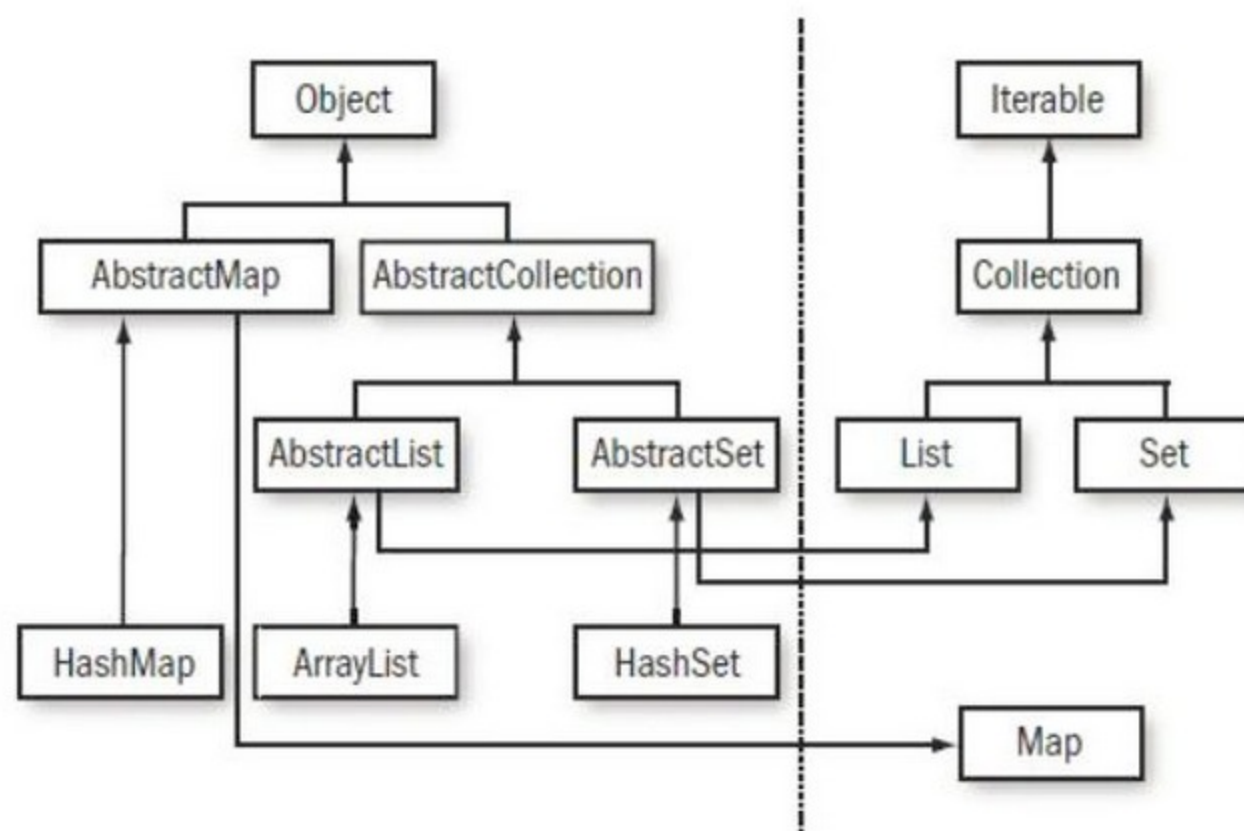 Object
Iterable
AbstractMap
AbstractCollection
Collection
AbstractList
AbstractSet
List
Set
HashMap
ArrayList
HashSet
Map